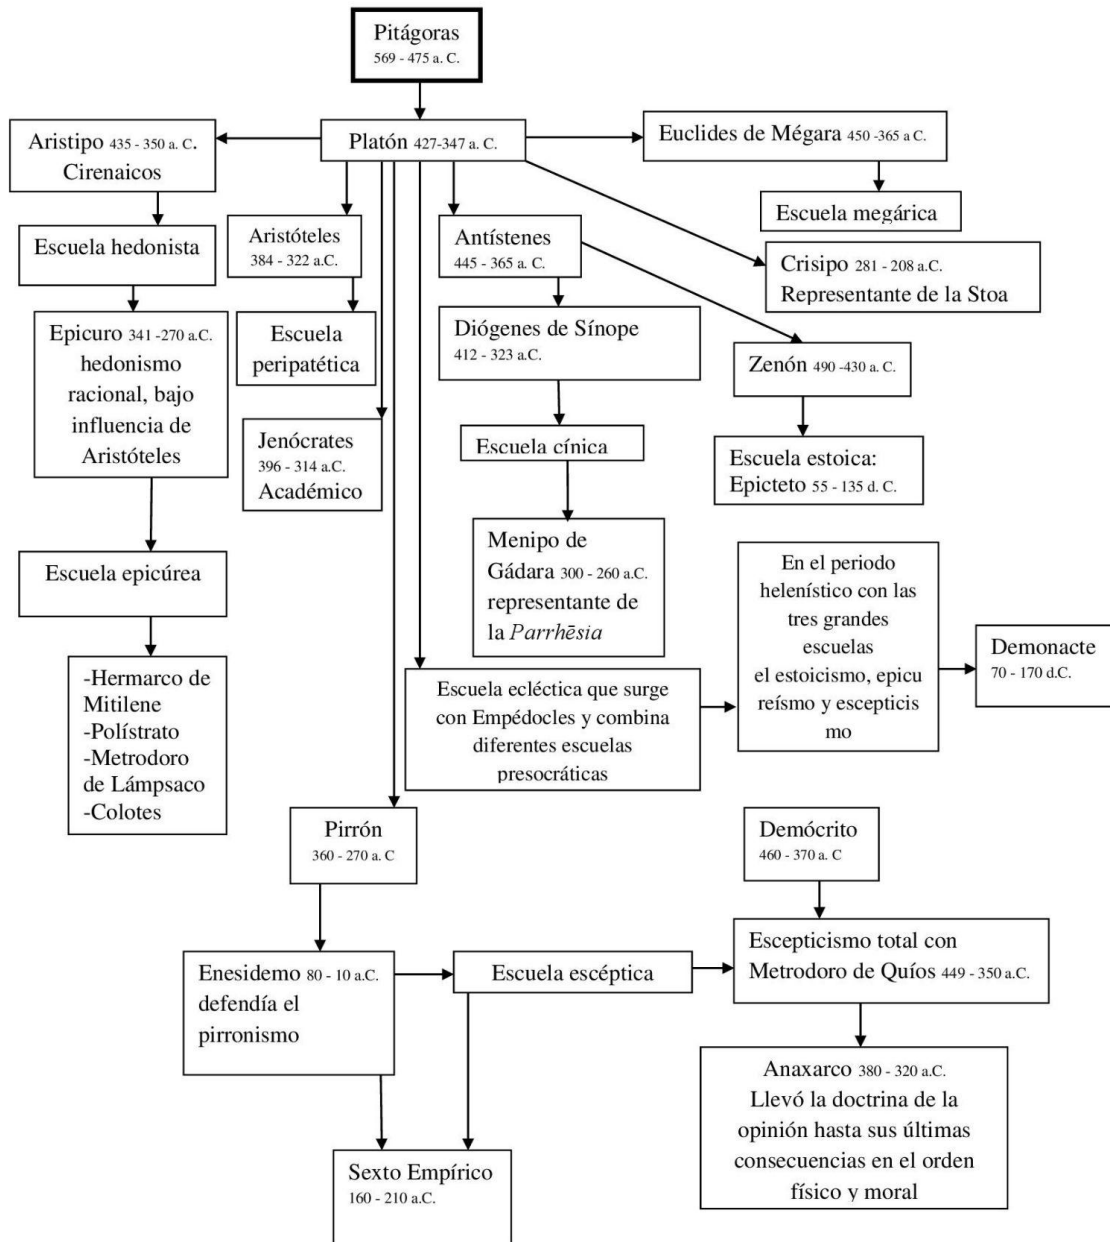 Pitágoras
569 - 475 a. C.
Aristipo 435 - 350 a. C.
Cirenaicos
Platón 427-347 a. C.
Euclides de Mégara 450 -365 a C.
Escuela megárica
Escuela hedonista
Aristóteles
384 - 322 a.C.
Antístenes
445 - 365 a. C.
Crisipo 281 - 208 a.C.
Representante de la Stoa
Epicuro 341 -270 a.C.
hedonismo
racional, bajo
influencia de
Aristóteles
Escuela
peripatética
Diógenes de Sínope
412 - 323 a.C.
Zenón 490 -430 a. C.
Jenócrates
396 - 314 a.C.
Académico
Escuela cínica
Escuela estoica:
Epicteto 55 - 135 d. C.
Escuela epicúrea
Menipo de
Gádara 300 - 260 a.C.
representante de
la Parrhēsia
En el periodo
helenístico con las
tres grandes
escuelas
el estoicismo, epicu
reísmo y escepticis
mo
Demonacte
70 - 170 d.C.
-Hermarco de
Mitilene
-Polístrato
-Metrodoro
de Lámpsaco
-Colotes
Escuela ecléctica que surge
con Empédocles y combina
diferentes escuelas
presocráticas
Pirrón
360 - 270 a. C
Demócrito
460 - 370 a. C
Enesidemo 80 - 10 a.C.
defendía el
pirronismo
Escuela escéptica
Escepticismo total con
Metrodoro de Quíos 449 - 350 a.C.
Anaxarco 380 - 320 a.C.
Llevó la doctrina de la
opinión hasta sus últimas
consecuencias en el orden
físico y moral
Sexto Empírico
160 - 210 a.C.